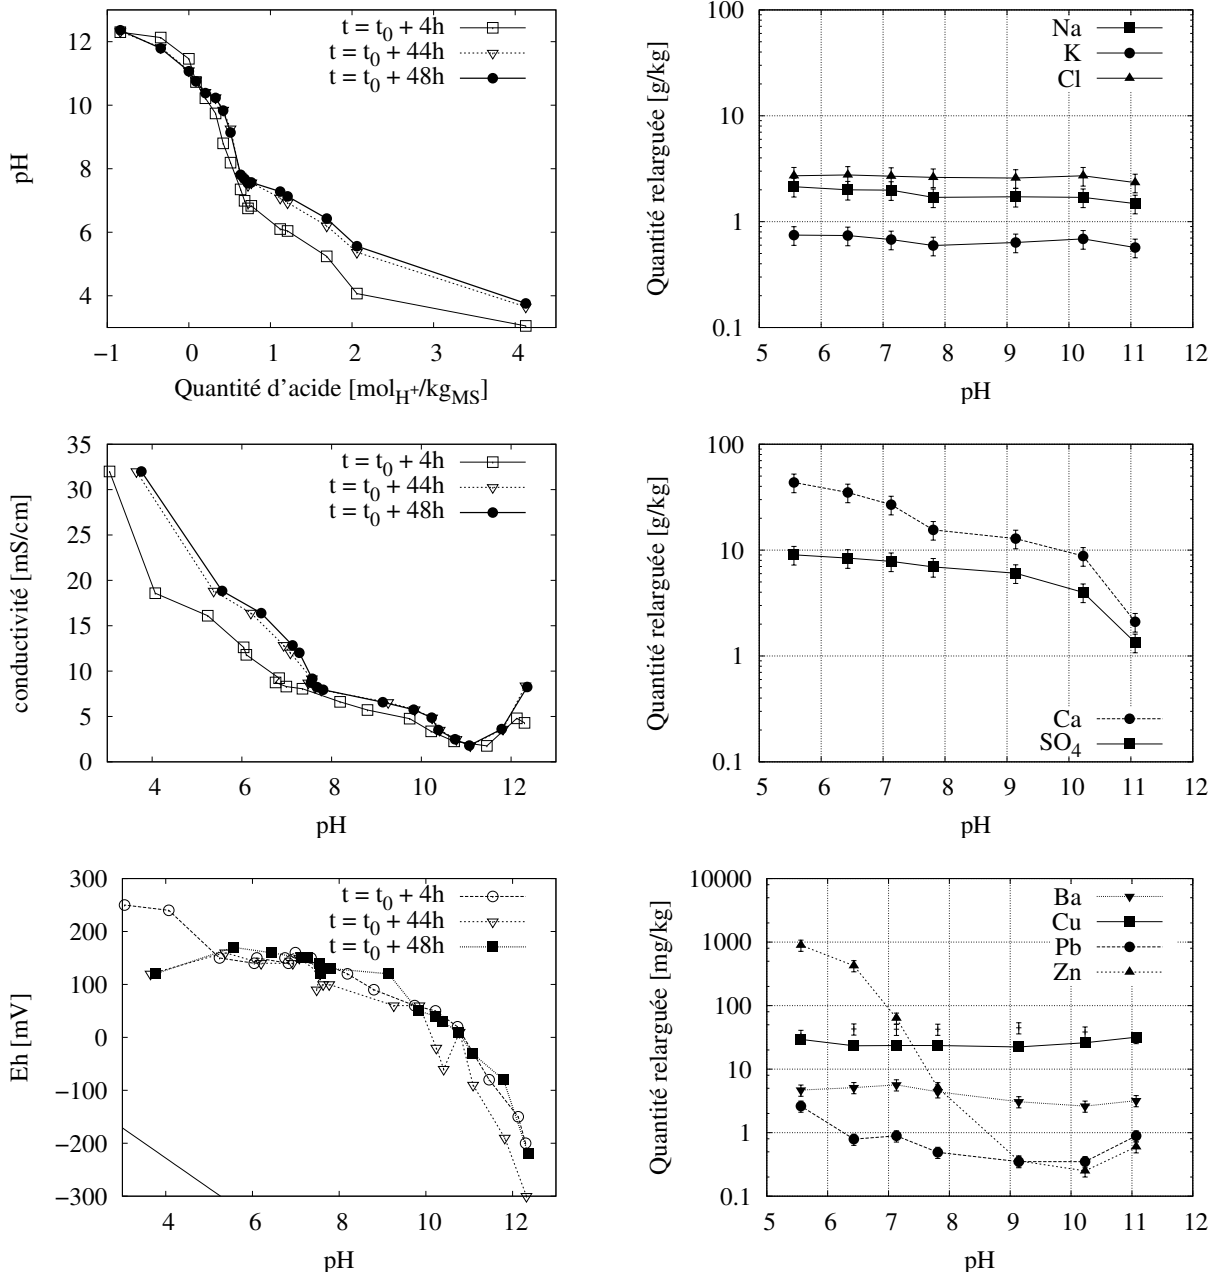 pH
12
10
8
6
4
−1
0
1
2
3
4
Quantité d'acide [mol_H⁺/kg_MS]
t = t₀ + 4h
t = t₀ + 44h
t = t₀ + 48h
Quantité relarguée [g/kg]
100
10
1
0.1
5
6
7
8
9
10
11
12
pH
Na
K
Cl
conductivité [mS/cm]
35
30
25
20
15
10
5
0
4
6
8
10
12
pH
t = t₀ + 4h
t = t₀ + 44h
t = t₀ + 48h
Quantité relarguée [g/kg]
100
10
1
0.1
5
6
7
8
9
10
11
12
pH
Ca
SO₄
Eh [mV]
300
200
100
0
−100
−200
−300
4
6
8
10
12
pH
t = t₀ + 4h
t = t₀ + 44h
t = t₀ + 48h
Quantité relarguée [mg/kg]
10000
1000
100
10
1
0.1
5
6
7
8
9
10
11
12
pH
Ba
Cu
Pb
Zn